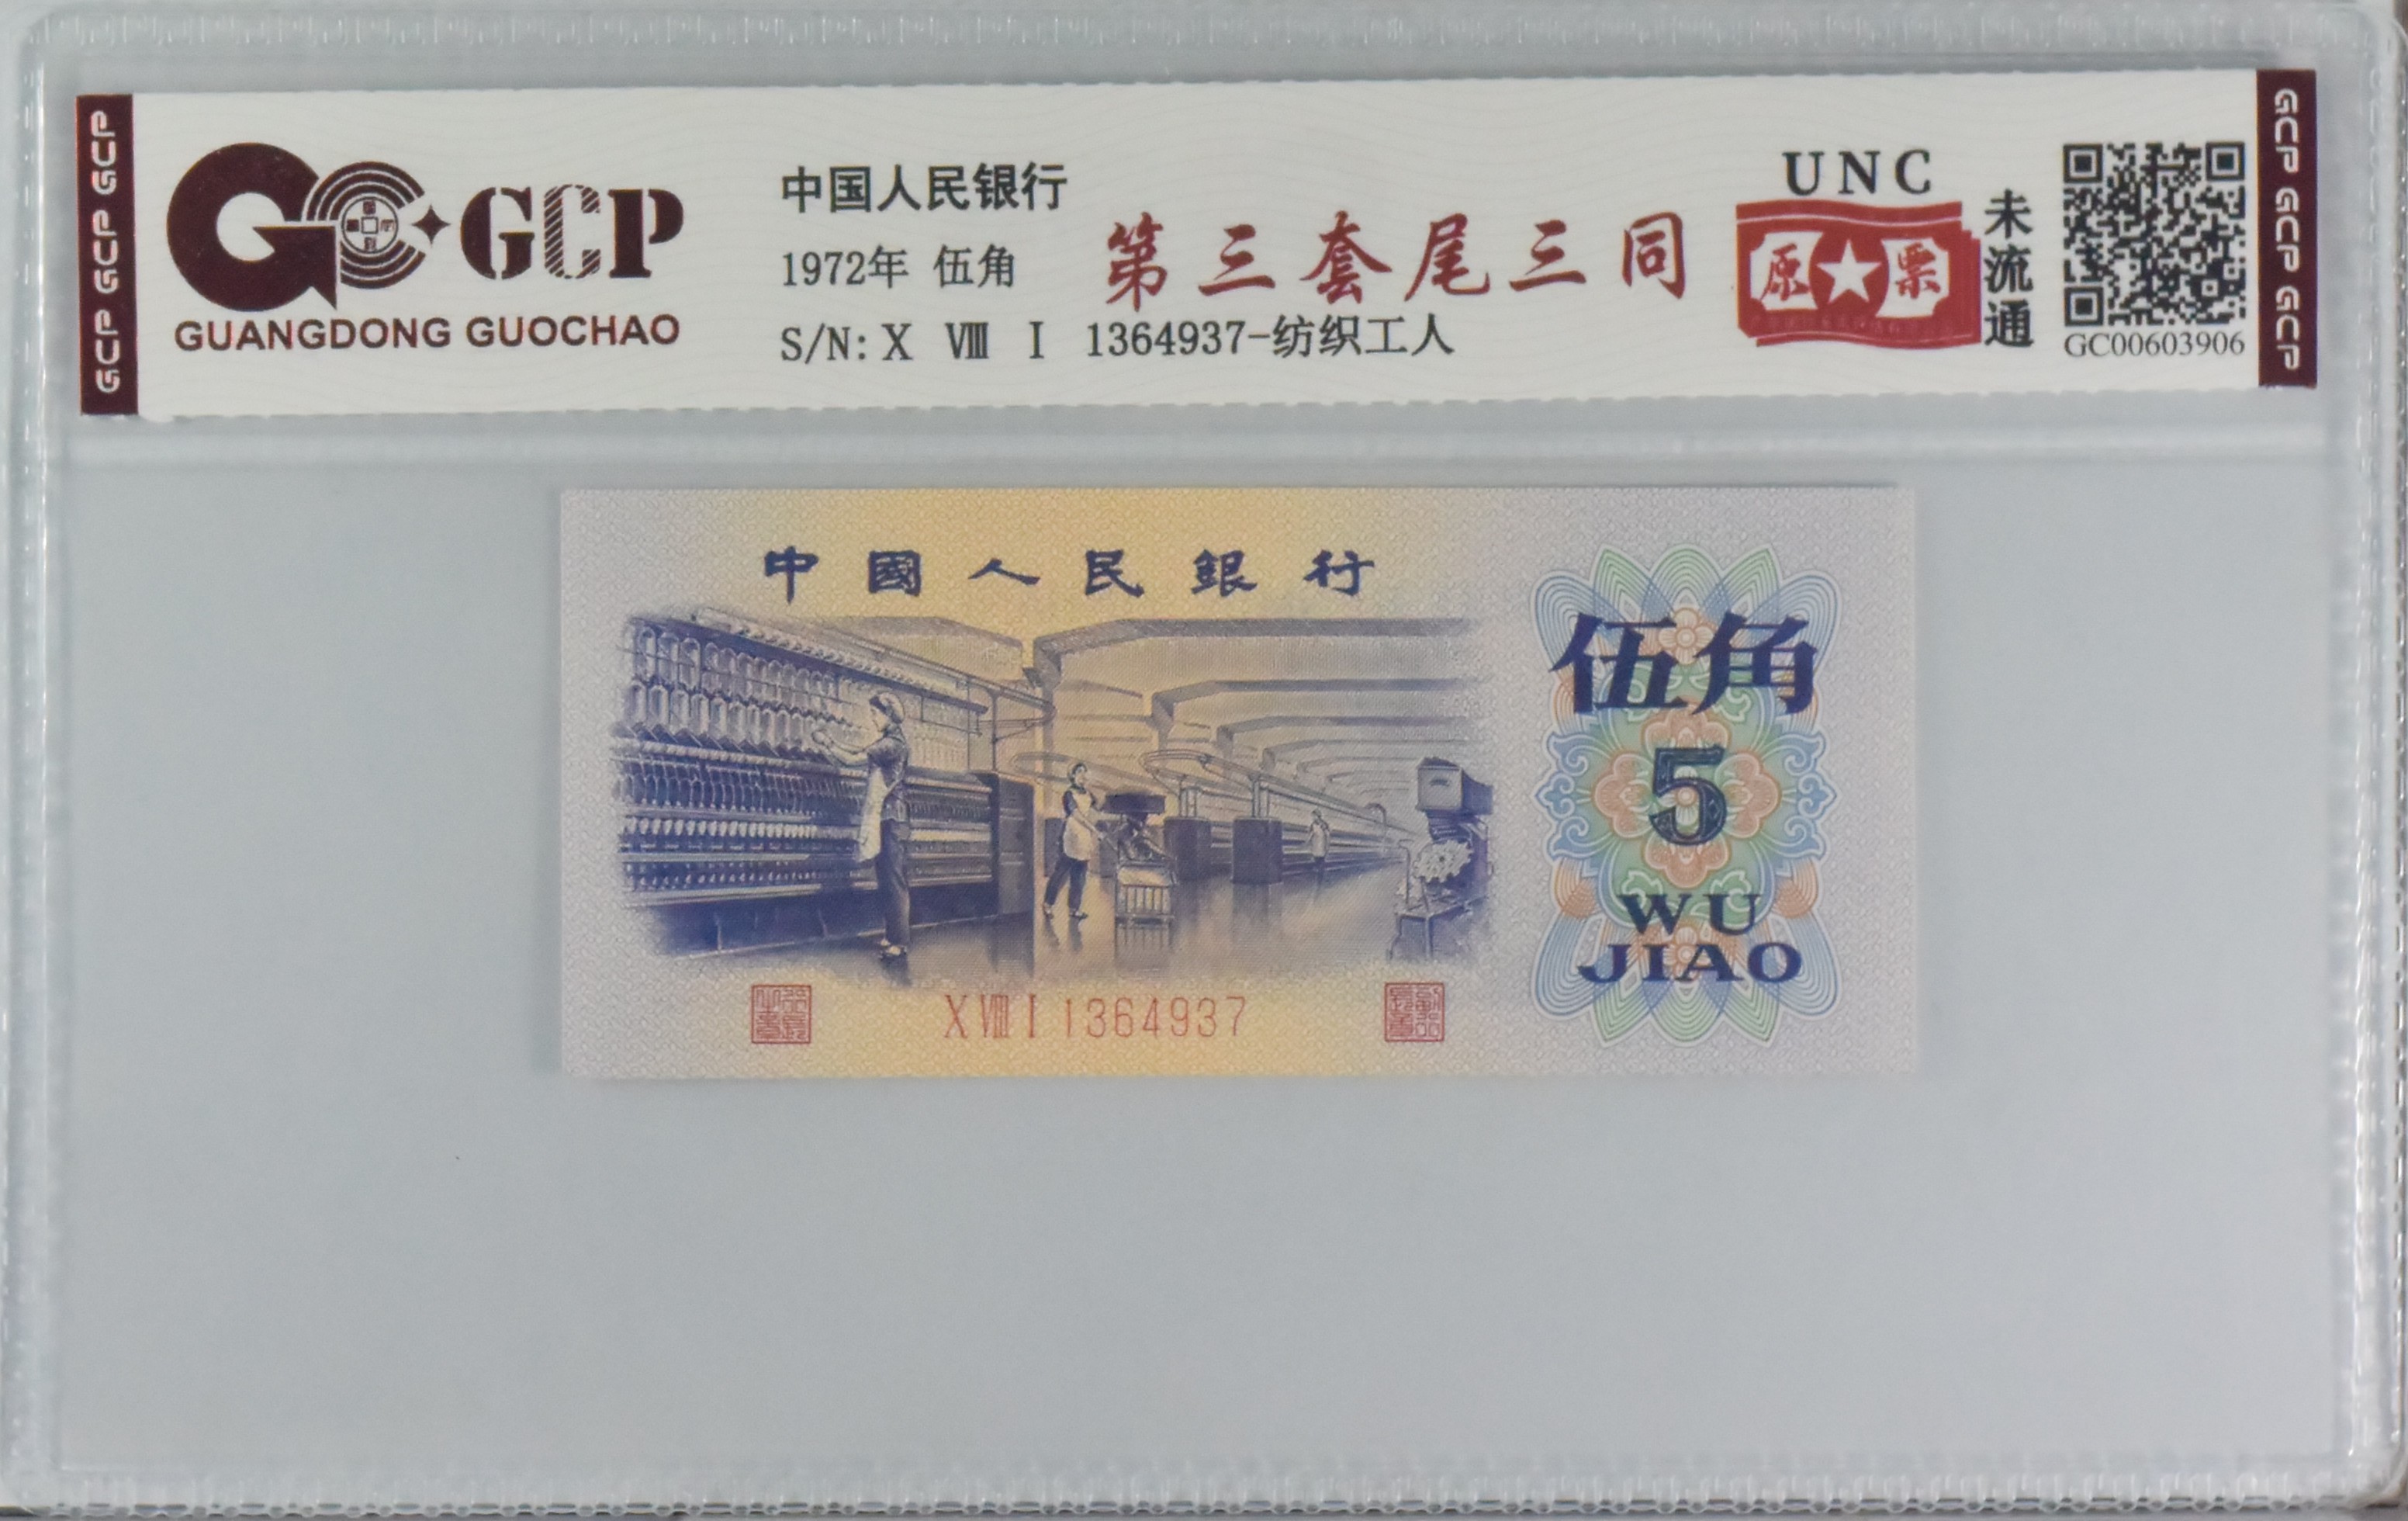 GCP GCP GCP
GCP
GUANGDONG GUOCHAO
中国人民银行
1972年 伍角
S/N: X Ⅷ I 1364937-纺织工人
第三套尾三同
UNC
原★票
未流通
GC00603906
GCP GCP GCP
中國人民銀行
伍角
5
WU
JIAO
X Ⅷ I 1364937